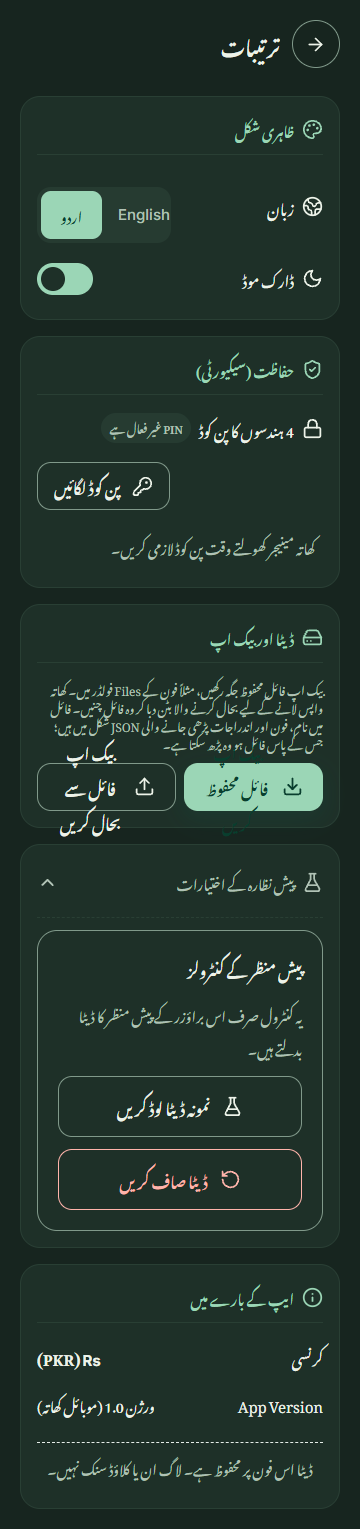 ترتیبات
ظاہری شکل
زبان
اردو
English
ڈارک موڈ
حفاظت (سیکیورٹی)
4 ہندسوں کا پن کوڈ
PIN غیر فعال ہے
پن کوڈ لگائیں
کھاتہ مینیجر کھولتے وقت پن کوڈ لازمی کریں۔
ڈیٹا اور بیک اپ
بیک اپ فائل محفوظ جگہ رکھیں، مثلاً فون کے Files فولڈر میں۔ کھاتہ
واپس لانے کے لیے بحال کرنے والا بٹن دبا کر وہ فائل چنیں۔ فائل
میں نام، فون اور اندراجات پڑھی جانے والی JSON شکل میں ہیں؛
جس کے پاس فائل ہو وہ پڑھ سکتا ہے۔
فائل محفوظ
بیک اپ
فائل سے
بحال کریں
پیش نظارہ کے اختیارات
پیش منظر کے کنٹرولز
یہ کنٹرول صرف اس براؤزر کے پیش منظر کا ڈیٹا
بدلتے ہیں۔
نمونہ ڈیٹا لوڈ کریں
ڈیٹا صاف کریں
ایپ کے بارے میں
کرنسی
Rs (PKR)
App Version
ورژن 1.0 (موبائل کھاتہ)
ڈیٹا اس فون پر محفوظ ہے۔ لاگ ان یا کلاؤڈ سنک نہیں۔